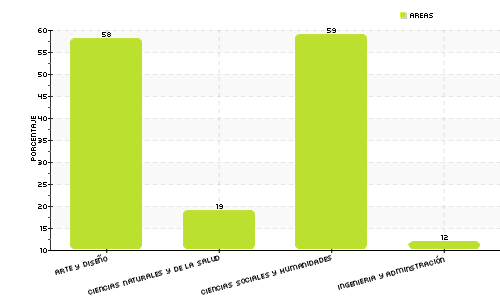 AREAS
60
55
50
45
40
35
30
25
20
15
10
PORCENTAJE
58
19
59
12
ARTE Y DISEÑO
CIENCIAS NATURALES Y DE LA SALUD
CIENCIAS SOCIALES Y HUMANIDADES
INGENIERIA Y ADMINSTRACIÓN